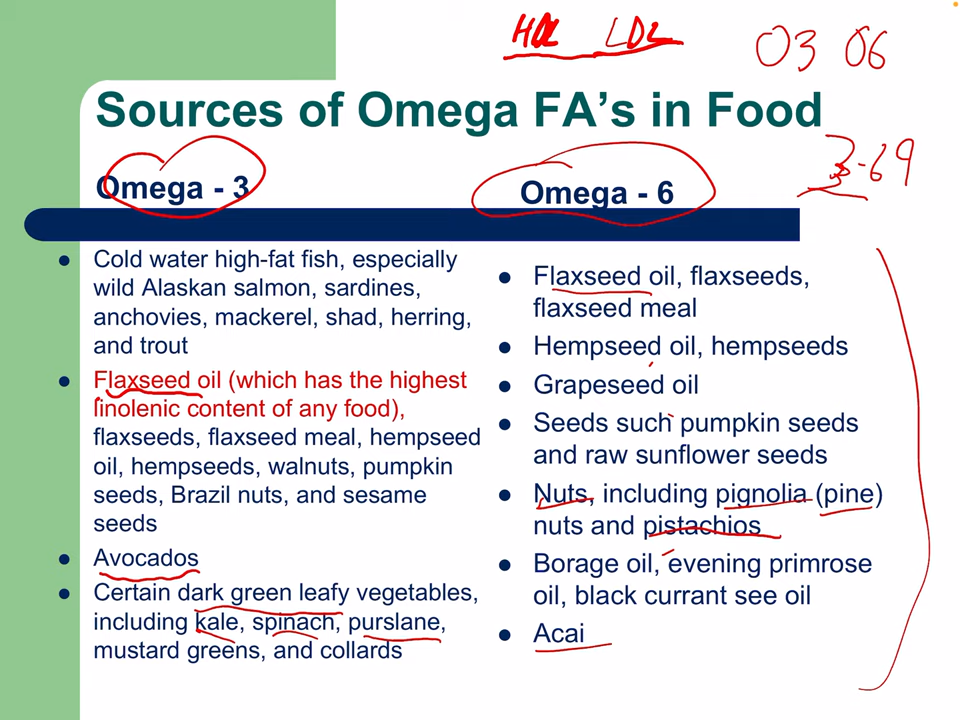 HDL LDL
O3 O6
Sources of Omega FA's in Food
3-69
Omega - 3
Cold water high-fat fish, especially
wild Alaskan salmon, sardines,
anchovies, mackerel, shad, herring,
and trout
Flaxseed oil (which has the highest
linolenic content of any food),
flaxseeds, flaxseed meal, hempseed
oil, hempseeds, walnuts, pumpkin
seeds, Brazil nuts, and sesame
seeds
Avocados
Certain dark green leafy vegetables,
including kale, spinach, purslane,
mustard greens, and collards
Omega - 6
Flaxseed oil, flaxseeds,
flaxseed meal
Hempseed oil, hempseeds
Grapeseed oil
Seeds such pumpkin seeds
and raw sunflower seeds
Nuts, including pignolia (pine)
nuts and pistachios
Borage oil, evening primrose
oil, black currant see oil
Acai